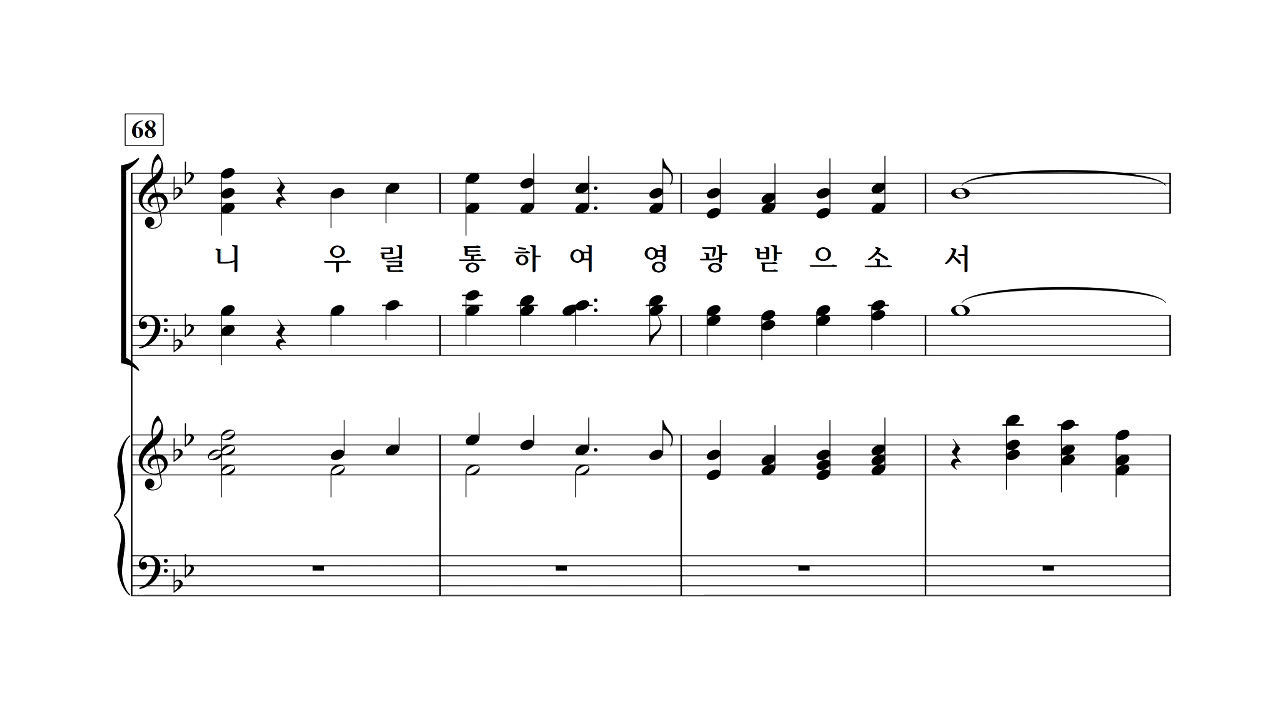 68
니 우 릴 통 하 여 영 광 받 으 소 서